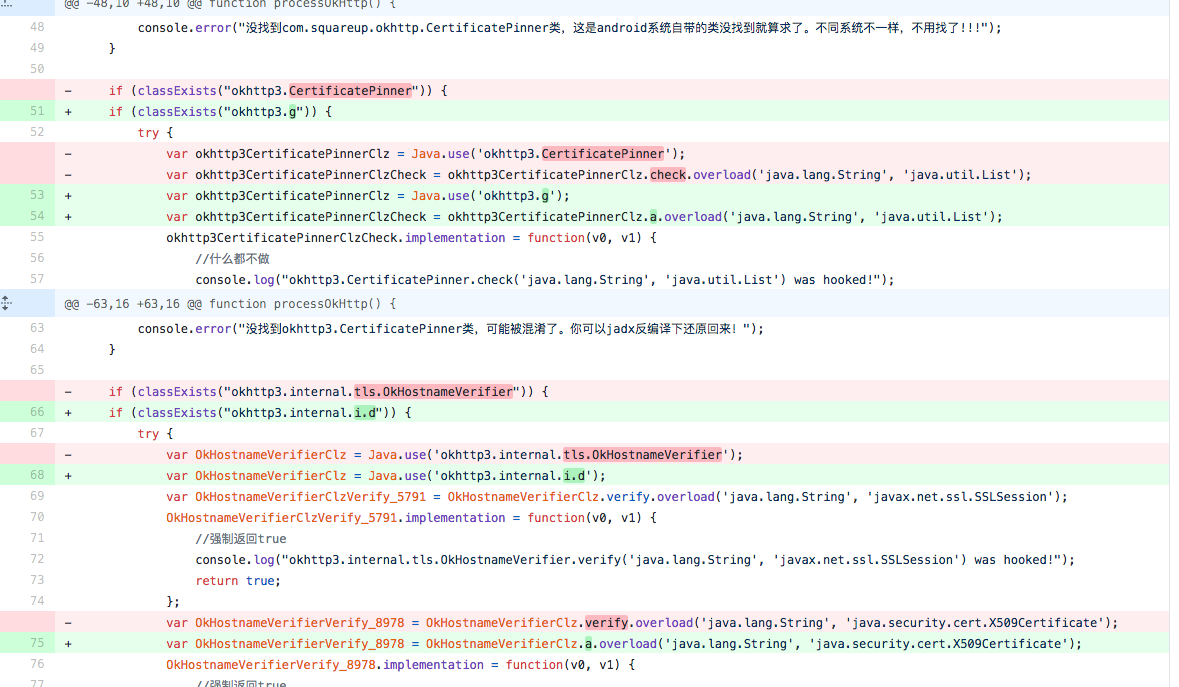 @@ -48,10 +48,10 @@ function processOkHttp() {
48 console.error("没找到com.squareup.okhttp.CertificatePinner类，这是android系统自带的类没找到就算求了。不同系统不一样，不用找了!!!");
49 }
50
- if (classExists("okhttp3.CertificatePinner")) {
51 + if (classExists("okhttp3.g")) {
52 try {
- var okhttp3CertificatePinnerClz = Java.use('okhttp3.CertificatePinner');
- var okhttp3CertificatePinnerClzCheck = okhttp3CertificatePinnerClz.check.overload('java.lang.String', 'java.util.List');
53 + var okhttp3CertificatePinnerClz = Java.use('okhttp3.g');
54 + var okhttp3CertificatePinnerClzCheck = okhttp3CertificatePinnerClz.a.overload('java.lang.String', 'java.util.List');
55 okhttp3CertificatePinnerClzCheck.implementation = function(v0, v1) {
56 //什么都不做
57 console.log("okhttp3.CertificatePinner.check('java.lang.String', 'java.util.List') was hooked!");
@@ -63,16 +63,16 @@ function processOkHttp() {
63 console.error("没找到okhttp3.CertificatePinner类，可能被混淆了。你可以jadx反编译下还原回来！");
64 }
65
- if (classExists("okhttp3.internal.tls.OkHostnameVerifier")) {
66 + if (classExists("okhttp3.internal.i.d")) {
67 try {
- var OkHostnameVerifierClz = Java.use('okhttp3.internal.tls.OkHostnameVerifier');
68 + var OkHostnameVerifierClz = Java.use('okhttp3.internal.i.d');
69 var OkHostnameVerifierClzVerify_5791 = OkHostnameVerifierClz.verify.overload('java.lang.String', 'javax.net.ssl.SSLSession');
70 OkHostnameVerifierClzVerify_5791.implementation = function(v0, v1) {
71 //强制返回true
72 console.log("okhttp3.internal.tls.OkHostnameVerifier.verify('java.lang.String', 'javax.net.ssl.SSLSession') was hooked!");
73 return true;
74 };
- var OkHostnameVerifierVerify_8978 = OkHostnameVerifierClz.verify.overload('java.lang.String', 'java.security.cert.X509Certificate');
75 + var OkHostnameVerifierVerify_8978 = OkHostnameVerifierClz.a.overload('java.lang.String', 'java.security.cert.X509Certificate');
76 OkHostnameVerifierVerify_8978.implementation = function(v0, v1) {
77 //强制返回true